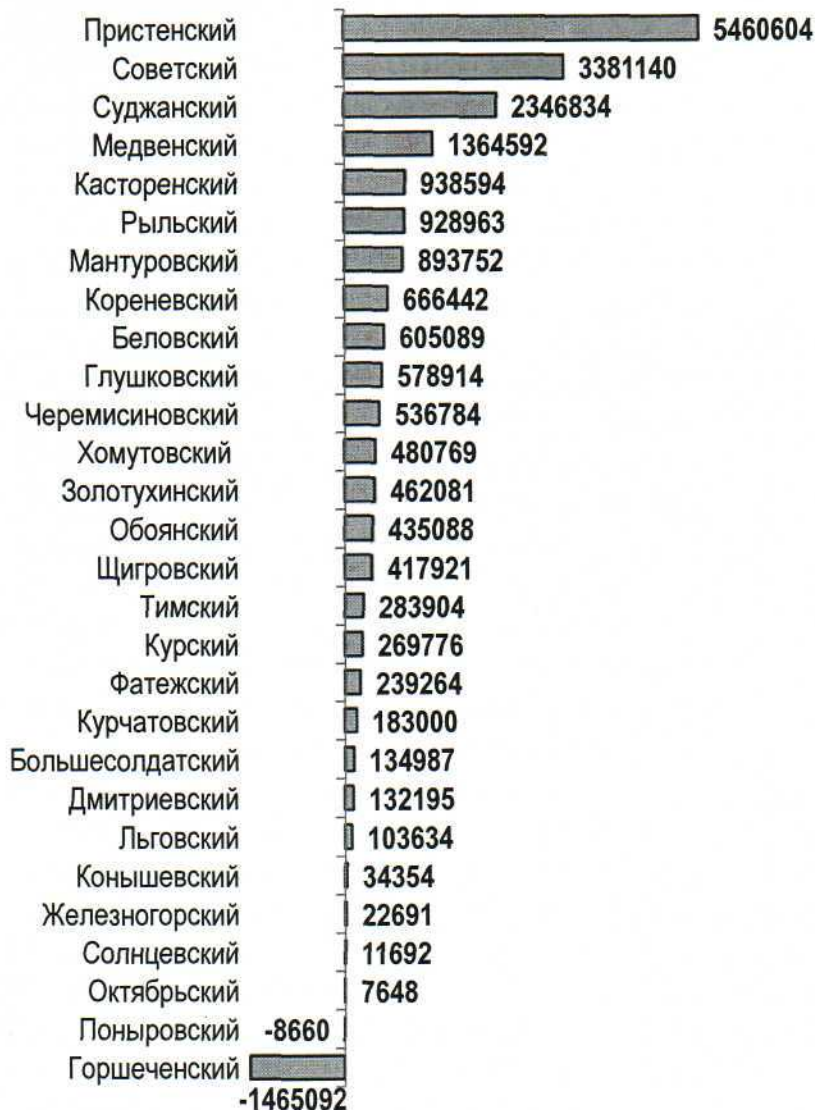 Пристенский 5460604
Советский 3381140
Суджанский 2346834
Медвенский 1364592
Касторенский 938594
Рыльский 928963
Мантуровский 893752
Кореневский 666442
Беловский 605089
Глушковский 578914
Черемисиновский 536784
Хомутовский 480769
Золотухинский 462081
Обоянский 435088
Щигровский 417921
Тимский 283904
Курский 269776
Фатежский 239264
Курчатовский 183000
Большесолдатский 134987
Дмитриевский 132195
Льговский 103634
Конышевский 34354
Железногорский 22691
Солнцевский 11692
Октябрьский 7648
Поныровский -8660
Горшеченский
-1465092